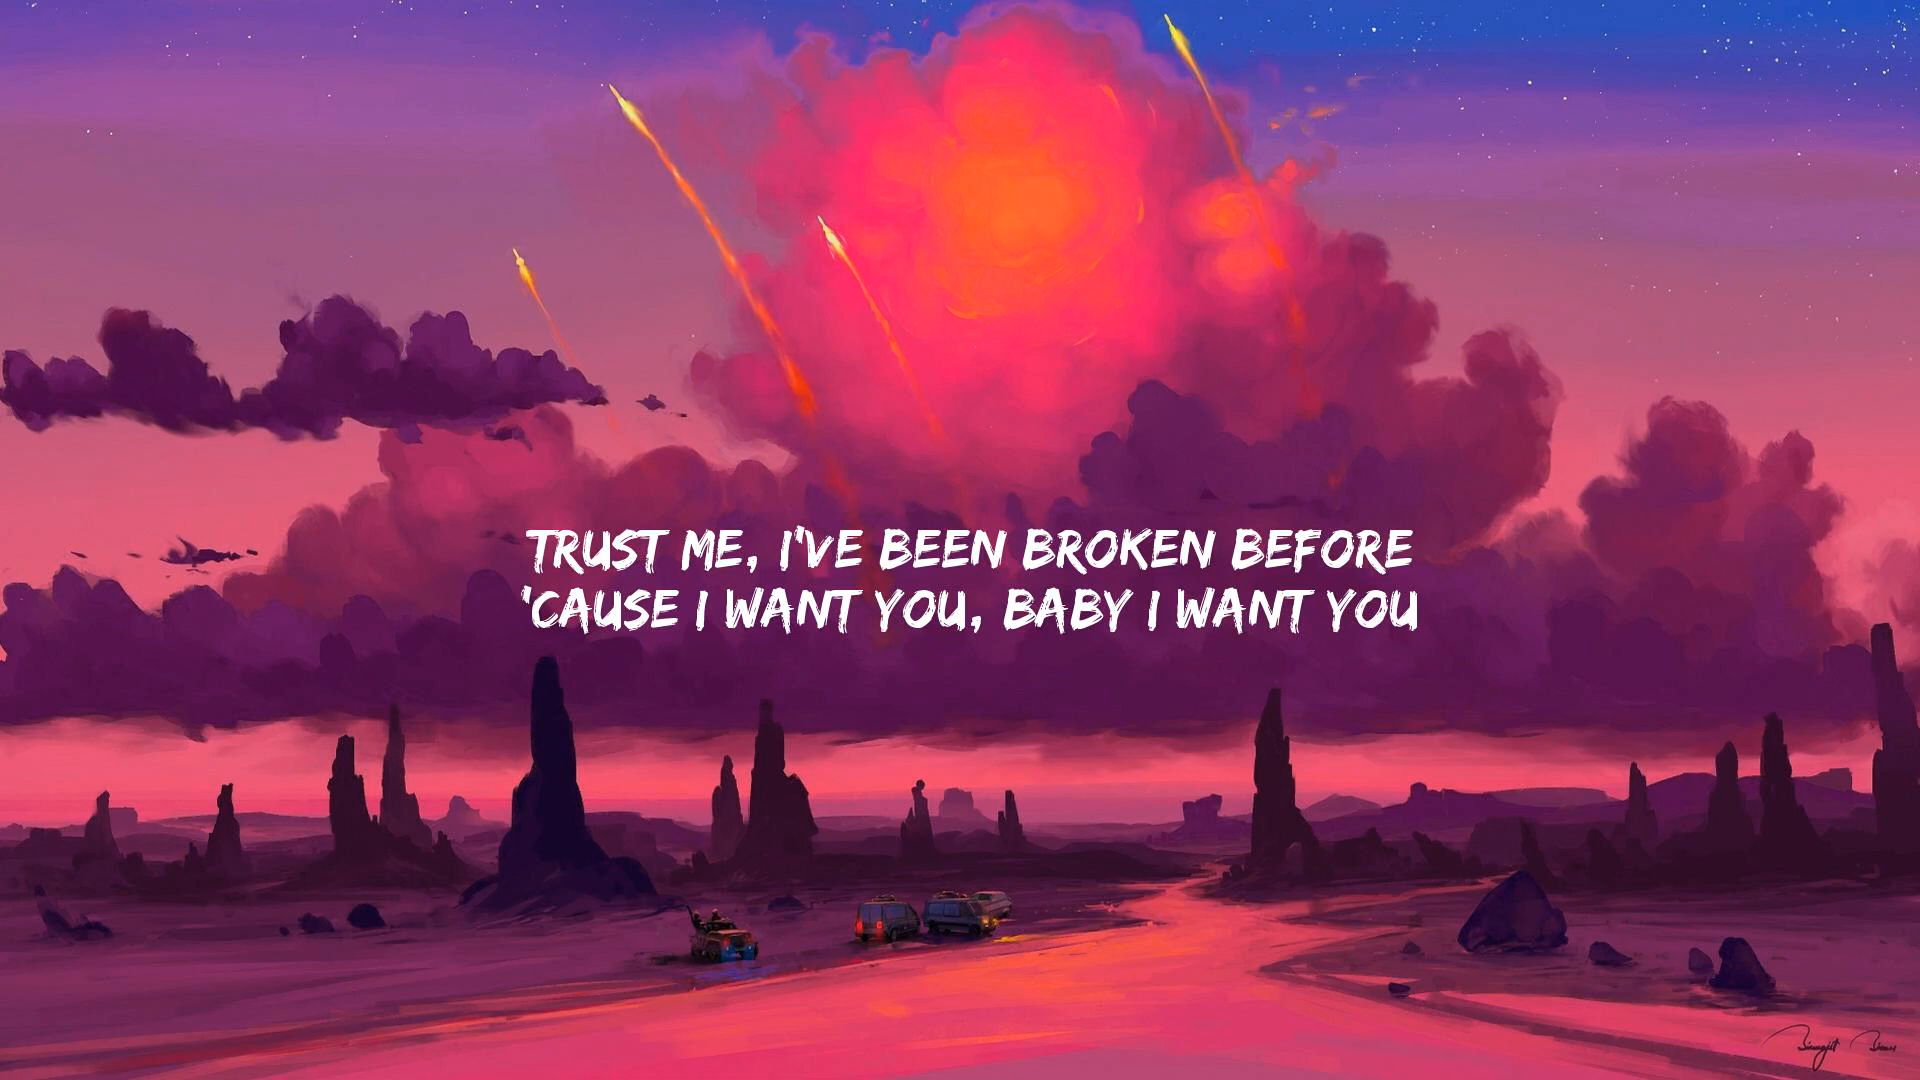 TRUST ME, I'VE BEEN BROKEN BEFORE
'CAUSE I WANT YOU, BABY I WANT YOU